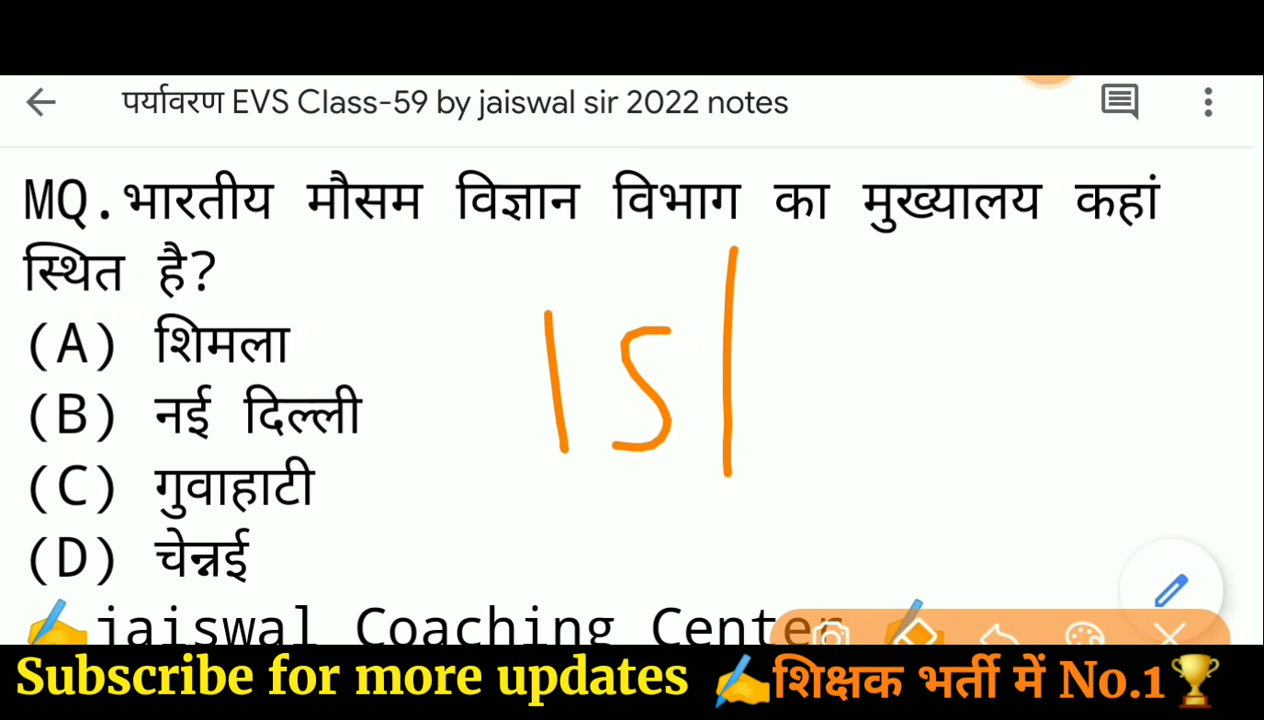 पर्यावरण EVS Class-59 by jaiswal sir 2022 notes
MQ.भारतीय मौसम विज्ञान विभाग का मुख्यालय कहां
स्थित है?
(A) शिमला
(B) नई दिल्ली
(C) गुवाहाटी
(D) चेन्नई
ISI
✍jaiswal Coaching Center ✍
Subscribe for more updates ✍शिक्षक भर्ती में No.1🏆